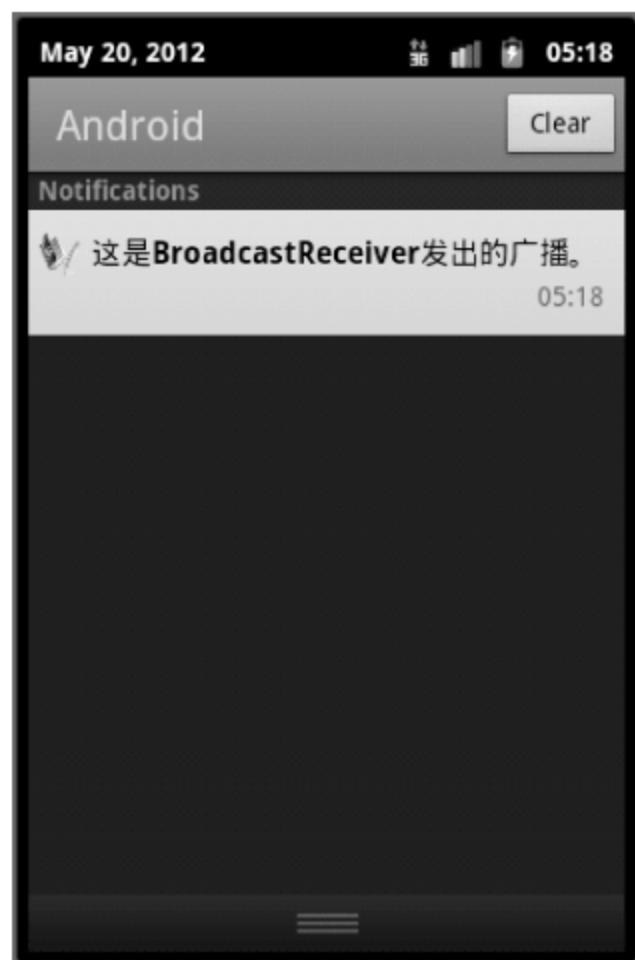 May 20, 2012 3G 05:18
Android Clear
Notifications
这是BroadcastReceiver发出的广播。
05:18